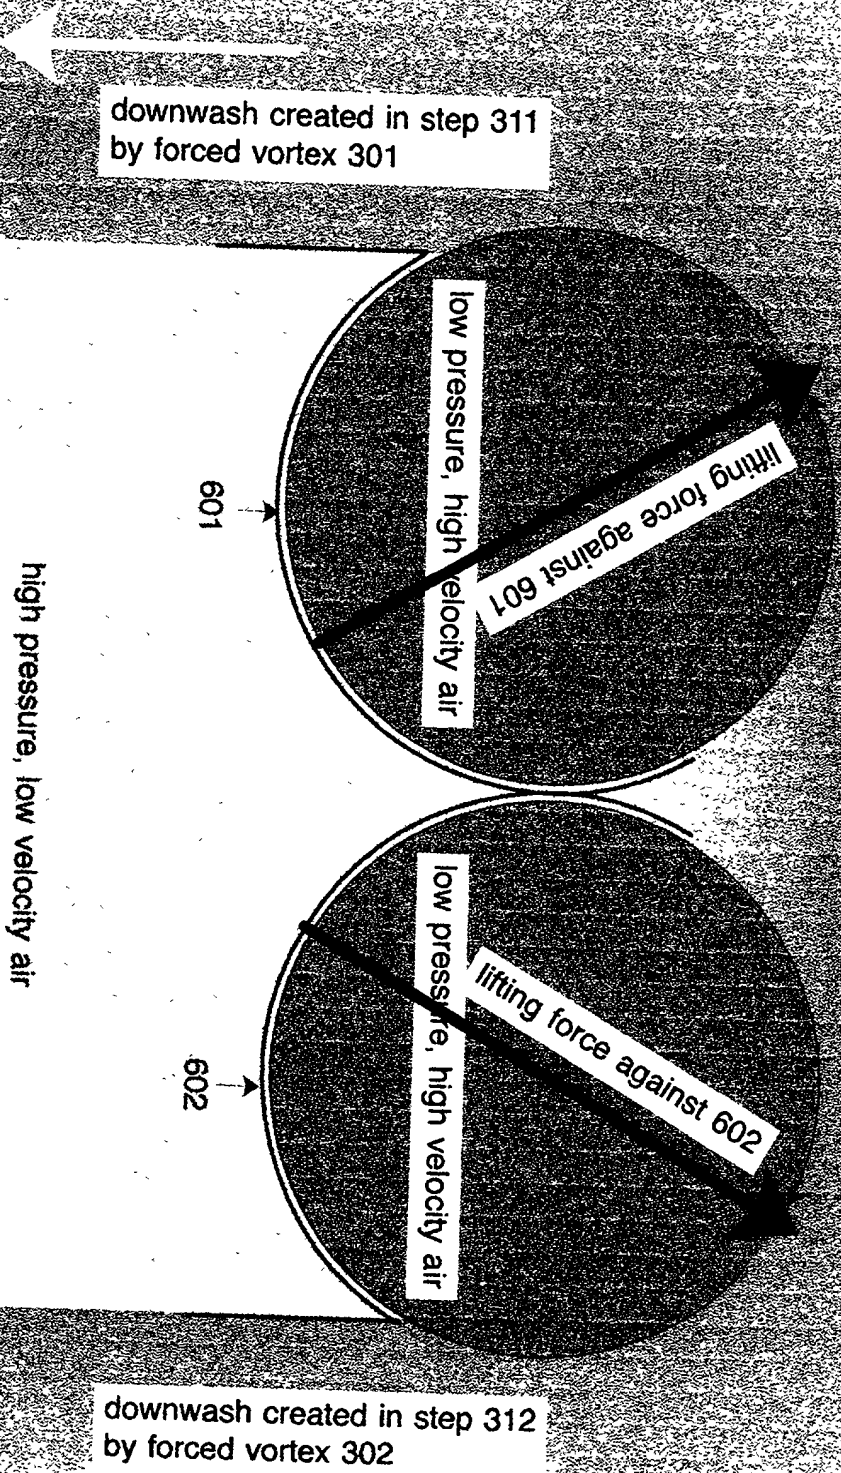 downwash created in step 311
by forced vortex 301
low pressure, high velocity air
lifting force against 601
601
high pressure, low velocity air
low pressure, high velocity air
lifting force against 602
602
downwash created in step 312
by forced vortex 302